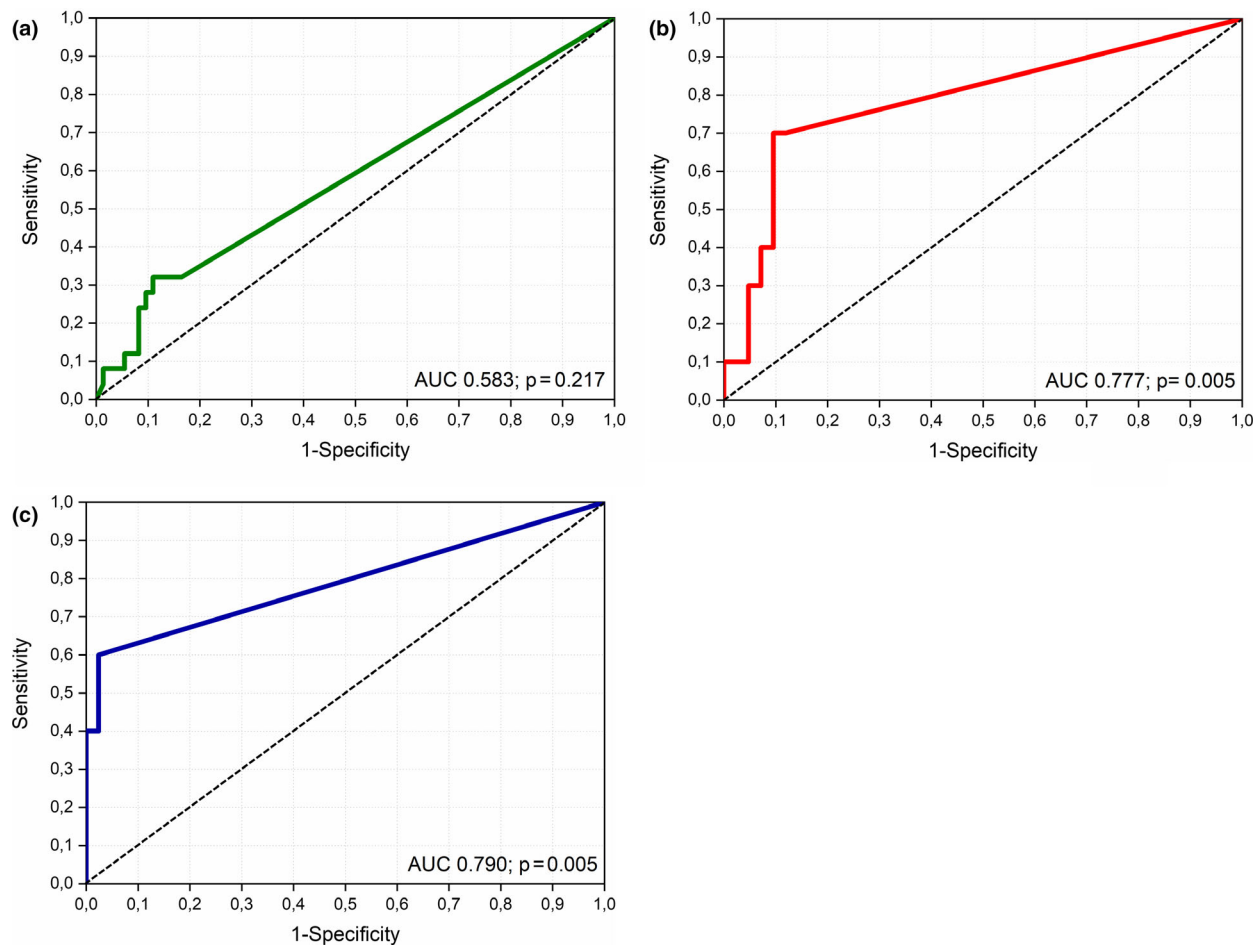 (a)
1,0
0,9
0,8
0,7
0,6
0,5
0,4
0,3
0,2
0,1
0,0
Sensitivity
AUC 0.583; p = 0.217
0,0 0,1 0,2 0,3 0,4 0,5 0,6 0,7 0,8 0,9 1,0
1-Specificity
(b)
1,0
0,9
0,8
0,7
0,6
0,5
0,4
0,3
0,2
0,1
0,0
Sensitivity
AUC 0.777; p= 0.005
0,0 0,1 0,2 0,3 0,4 0,5 0,6 0,7 0,8 0,9 1,0
1-Specificity
(c)
1,0
0,9
0,8
0,7
0,6
0,5
0,4
0,3
0,2
0,1
0,0
Sensitivity
AUC 0.790; p = 0.005
0,0 0,1 0,2 0,3 0,4 0,5 0,6 0,7 0,8 0,9 1,0
1-Specificity